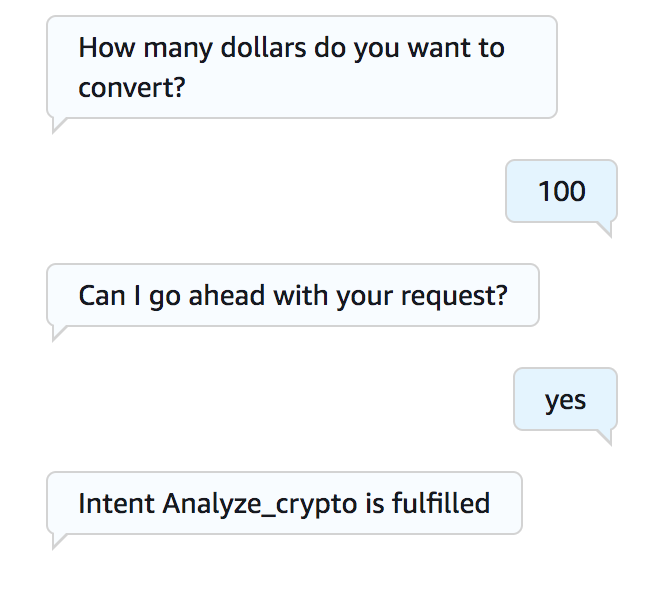 How many dollars do you want to
convert?
100
Can I go ahead with your request?
yes
Intent Analyze_crypto is fulfilled